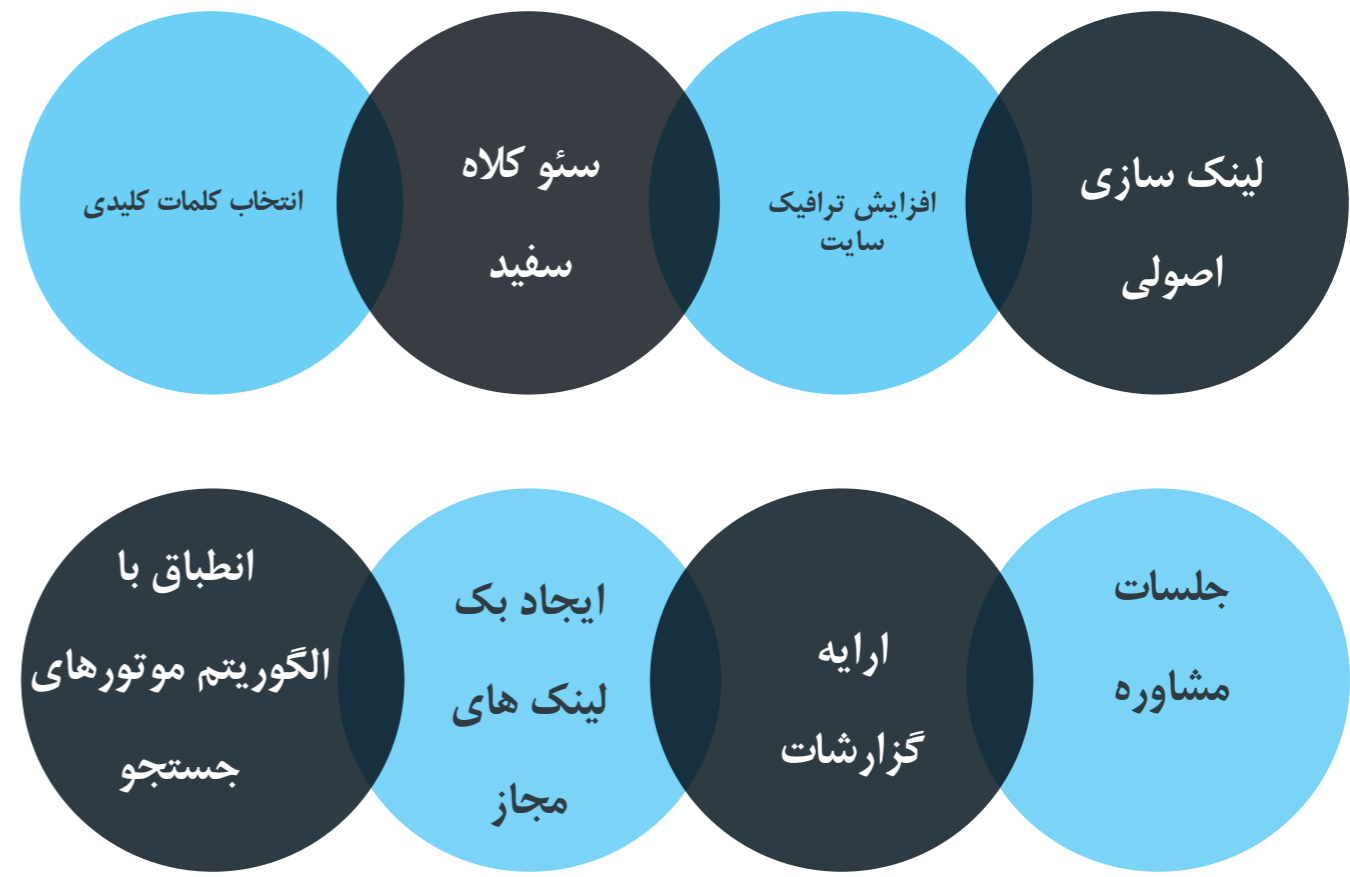 لینک سازی
اصولی
افزایش ترافیک
سایت
سئو کلاه
سفید
انتخاب کلمات کلیدی
جلسات
مشاوره
ارایه
گزارشات
ایجاد بک
لینک های
مجاز
انطباق با
الگوریتم موتورهای
جستجو